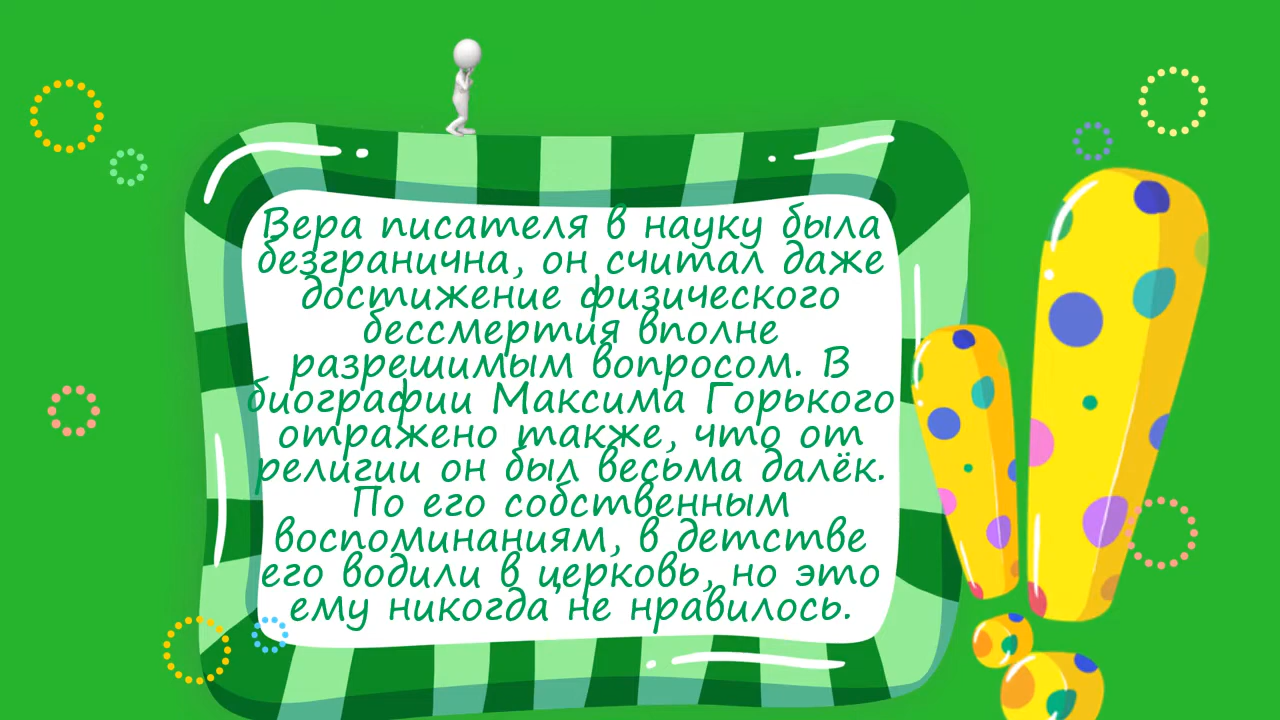 Вера писателя в науку была
безгранична, он считал даже
достижение физического
бессмертия вполне
разрешимым вопросом. В
биографии Максима Горького
отражено также, что от
религии он был весьма далёк.
По его собственным
воспоминаниям, в детстве
его водили в церковь, но это
ему никогда не нравилось.